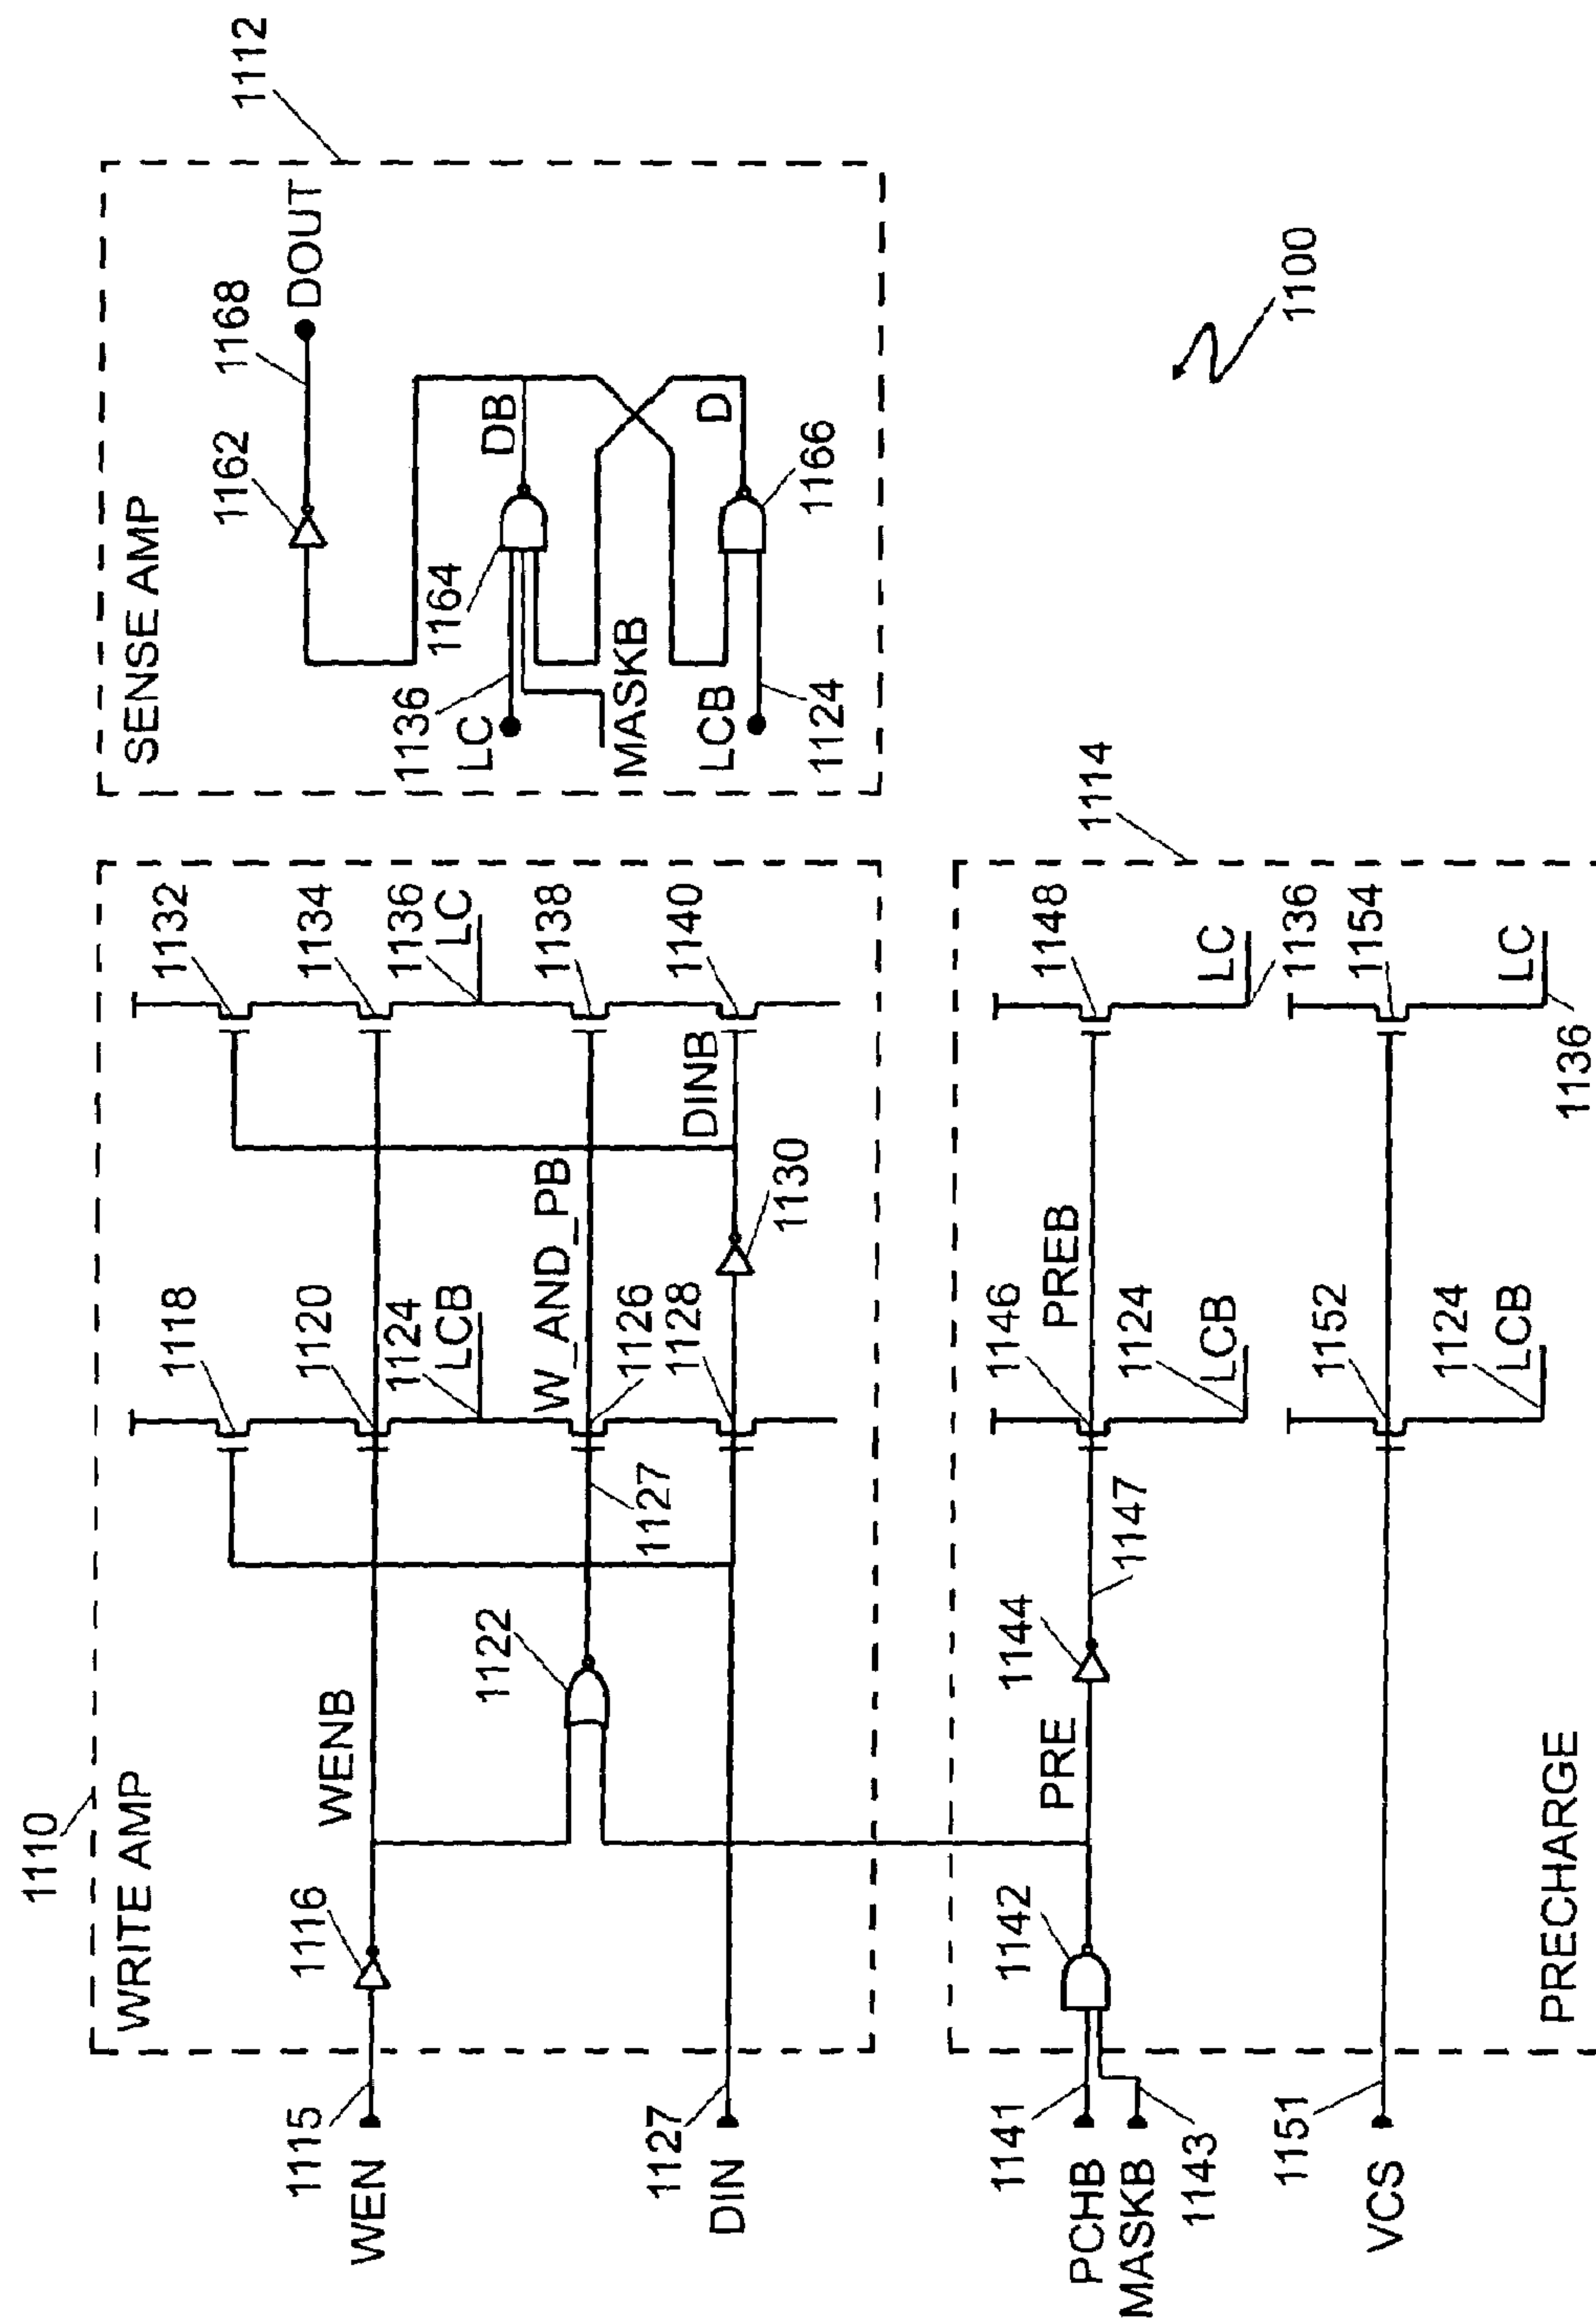 1110
WRITE AMP
WEN
1115
1116
WENB
1118
1120
1124
LCB
1122
1127
W_AND_PB
1126
1128
DIN
1127
1130
DINB
1132
1134
1136
LC
1138
1140
SENSE AMP
1112
1162
1168
DOUT
1164
DB
1136
LC
MASKB
LCB
1124
D
1166
1100
1114
1141
PCHB
MASKB
1143
1142
PRE
1144
1147
1146
PREB
1124
LCB
1148
LC
1136
VCS
1151
1152
1124
LCB
1154
LC
1136
PRECHARGE